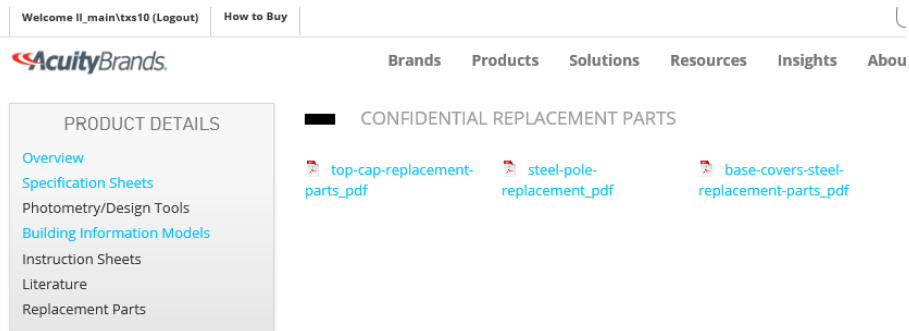 Welcome ll_main\txs10 (Logout)
How to Buy
AcuityBrands.
Brands
Products
Solutions
Resources
Insights
Abou
PRODUCT DETAILS
Overview
Specification Sheets
Photometry/Design Tools
Building Information Models
Instruction Sheets
Literature
Replacement Parts
CONFIDENTIAL REPLACEMENT PARTS
top-cap-replacement-
parts_pdf
steel-pole-
replacement_pdf
base-covers-steel-
replacement-parts_pdf